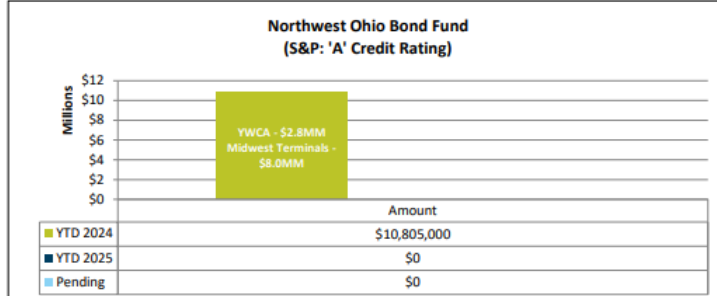 Northwest Ohio Bond Fund
(S&P: 'A' Credit Rating)
Millions
$12
$10
$8
$6
$4
$2
$0
YWCA - $2.8MM
Midwest Terminals -
$8.0MM
Amount
YTD 2024 $10,805,000
YTD 2025 $0
Pending $0